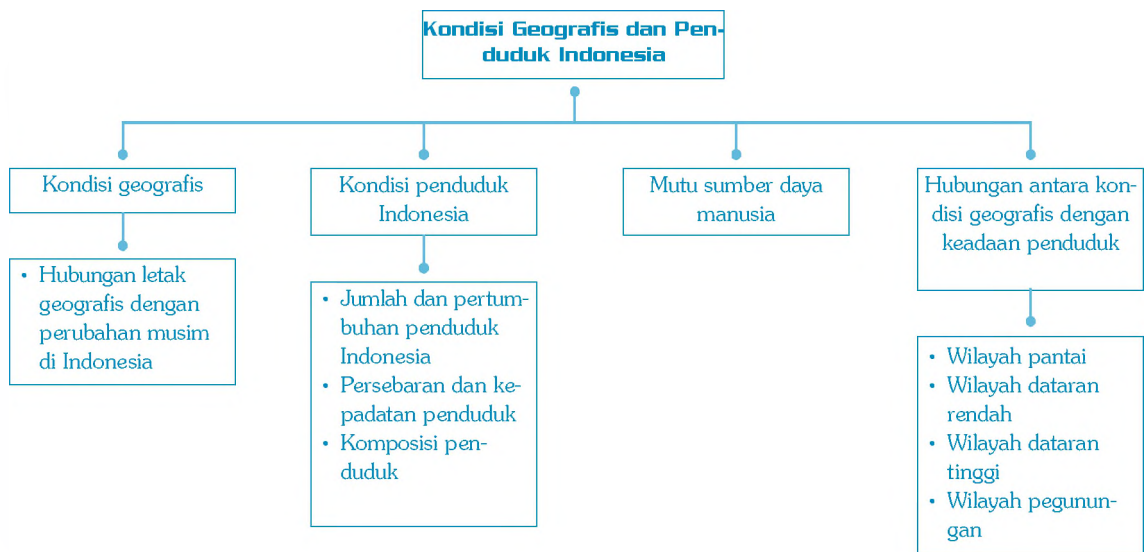 Kondisi Geografis dan Pen-
duduk Indonesia
Kondisi geografis
• Hubungan letak
geografis dengan
perubahan musim
di Indonesia
Kondisi penduduk
Indonesia
• Jumlah dan pertum-
buhan penduduk
Indonesia
• Persebaran dan ke-
padatan penduduk
• Komposisi pen-
duduk
Mutu sumber daya
manusia
Hubungan antara kon-
disi geografis dengan
keadaan penduduk
• Wilayah pantai
• Wilayah dataran
rendah
• Wilayah dataran
tinggi
• Wilayah pegunun-
gan